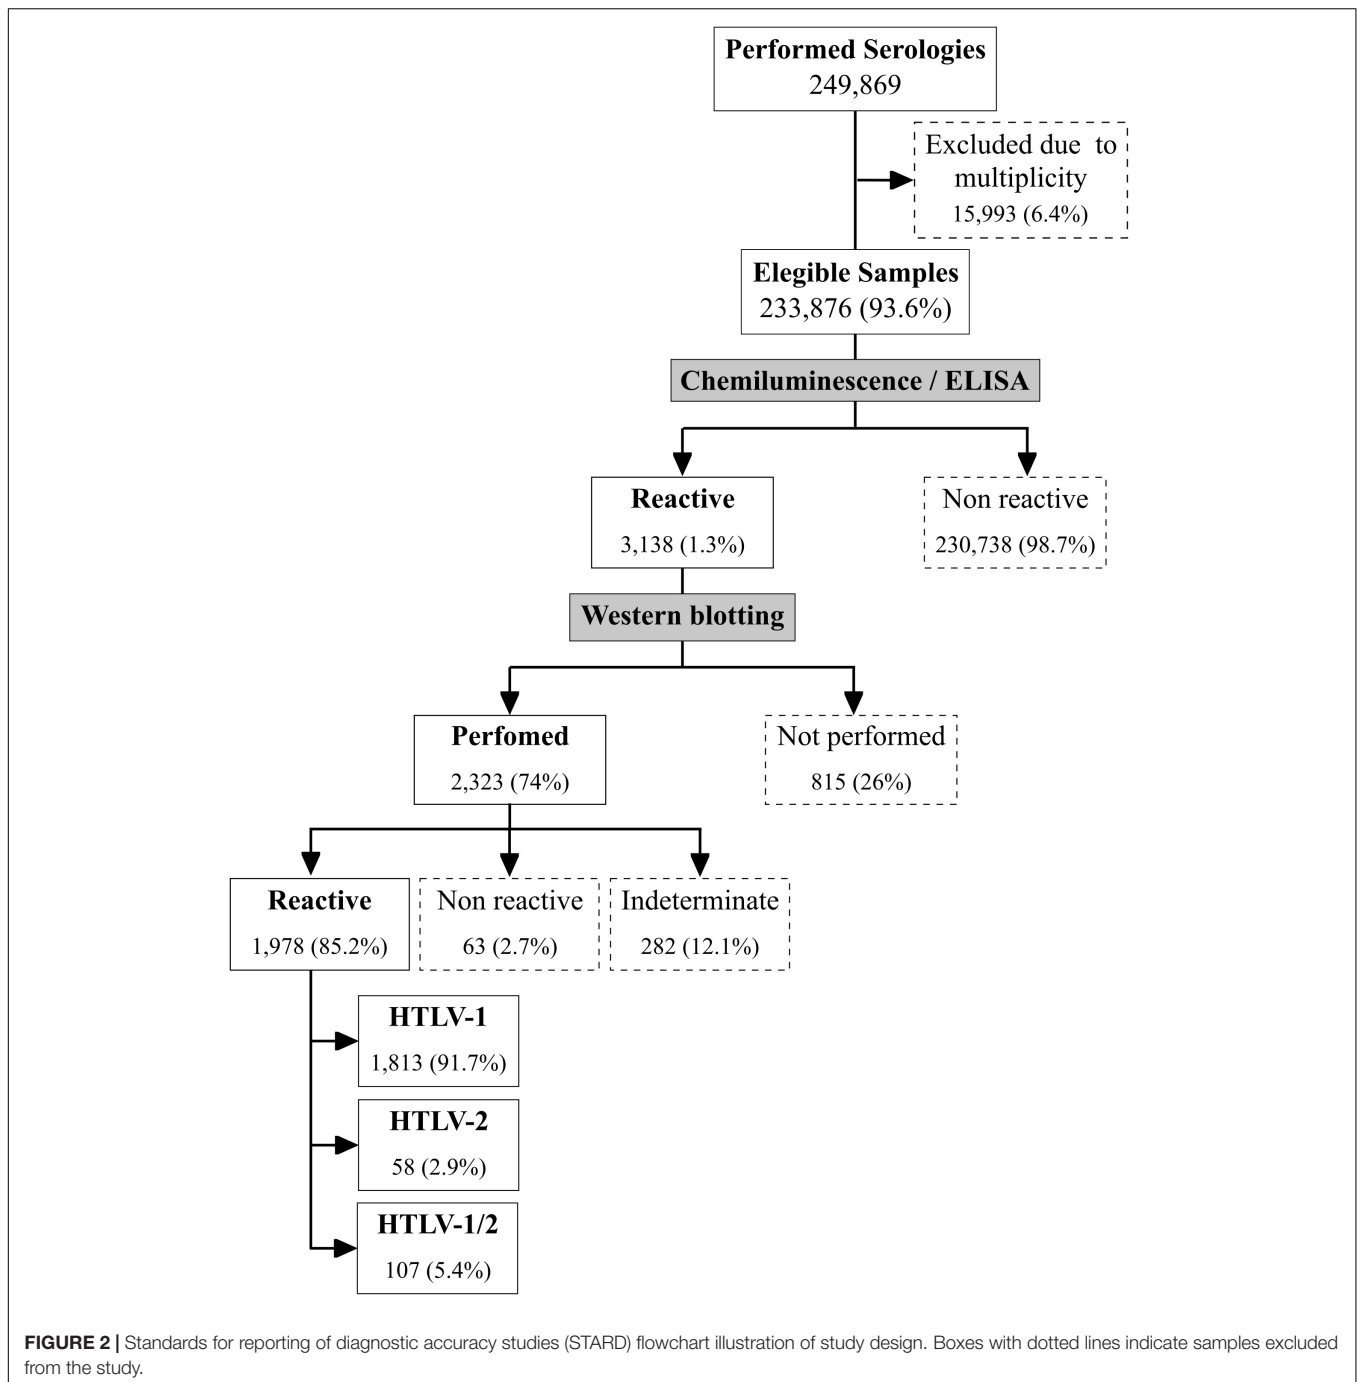 Performed Serologies
249,869
Excluded due to
multiplicity
15,993 (6.4%)
Elegible Samples
233,876 (93.6%)
Chemiluminescence / ELISA
Reactive
3,138 (1.3%)
Non reactive
230,738 (98.7%)
Western blotting
Perfomed
2,323 (74%)
Not performed
815 (26%)
Reactive
1,978 (85.2%)
Non reactive
63 (2.7%)
Indeterminate
282 (12.1%)
HTLV-1
1,813 (91.7%)
HTLV-2
58 (2.9%)
HTLV-1/2
107 (5.4%)
FIGURE 2 | Standards for reporting of diagnostic accuracy studies (STARD) flowchart illustration of study design. Boxes with dotted lines indicate samples excluded
from the study.